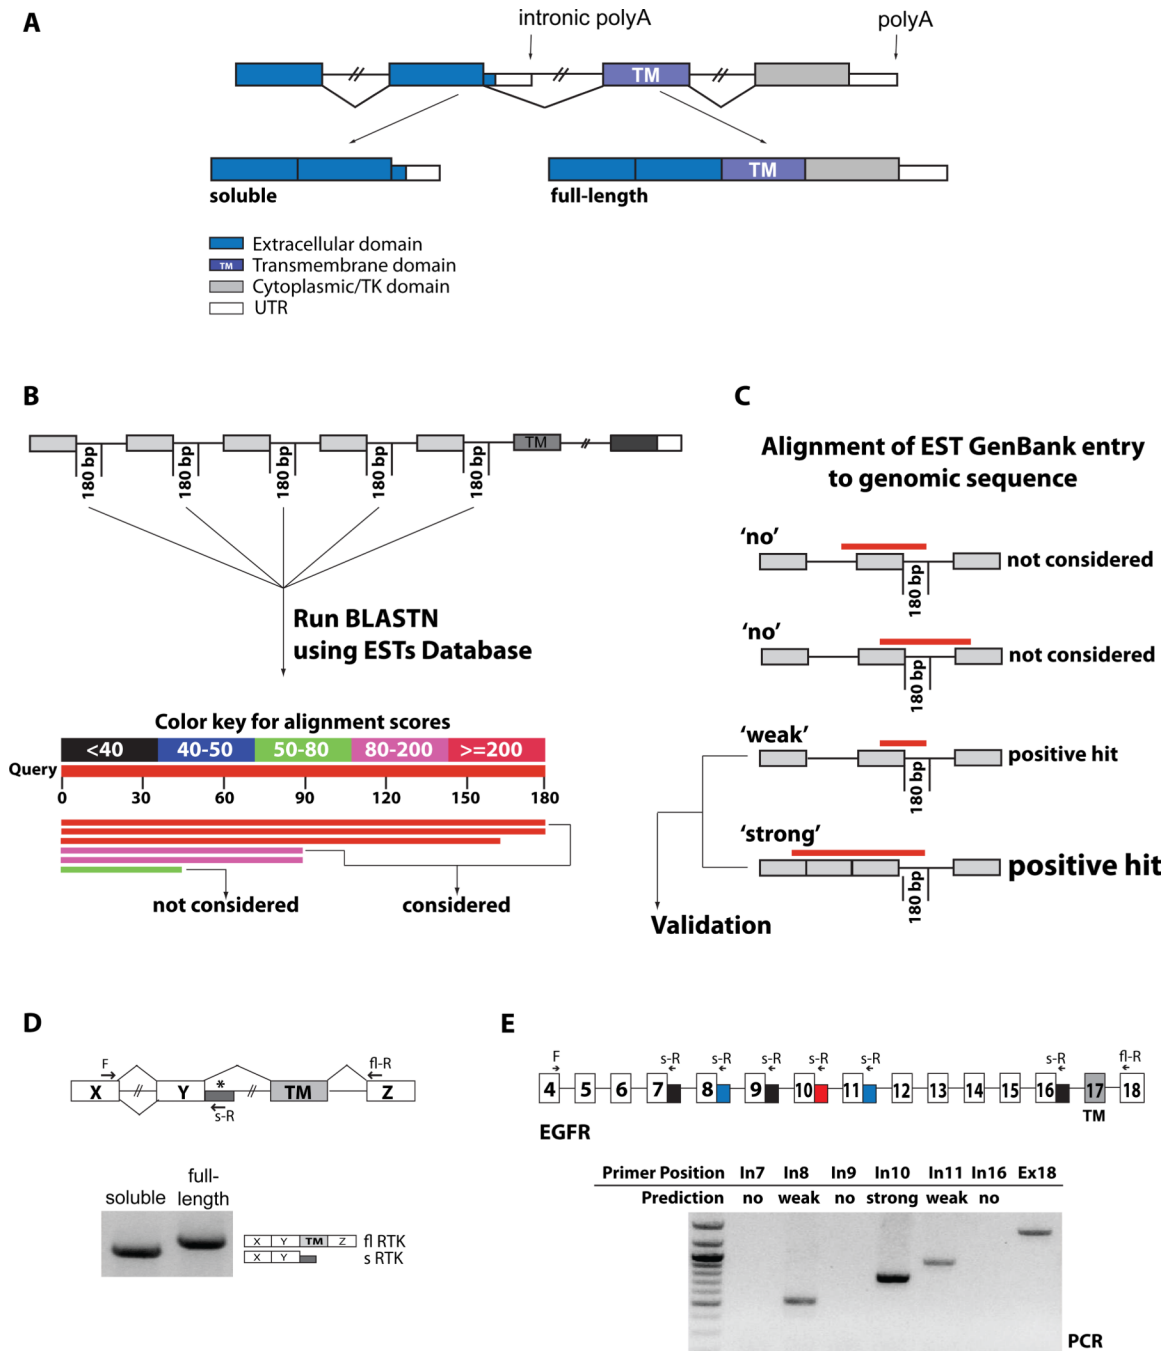 A
intronic polyA
polyA
TM
TM
soluble
full-length
Extracellular domain
TM Transmembrane domain
Cytoplasmic/TK domain
UTR
B
TM
180 bp 180 bp 180 bp 180 bp 180 bp
Run BLASTN
using ESTs Database
Color key for alignment scores
<40 40-50 50-80 80-200 >=200
Query
0 30 60 90 120 150 180
not considered
considered
C
Alignment of EST GenBank entry
to genomic sequence
'no'
not considered
180 bp
'no'
not considered
180 bp
'weak'
positive hit
180 bp
'strong'
positive hit
180 bp
Validation
D
F
fl-R
X Y * TM Z
s-R
soluble
full-
length
X Y TM Z fl RTK
X Y s RTK
E
F s-R s-R s-R s-R s-R s-R fl-R
4 5 6 7 8 9 10 11 12 13 14 15 16 17 18
TM
EGFR
Primer Position In7 In8 In9 In10 In11 In16 Ex18
Prediction no weak no strong weak no
PCR